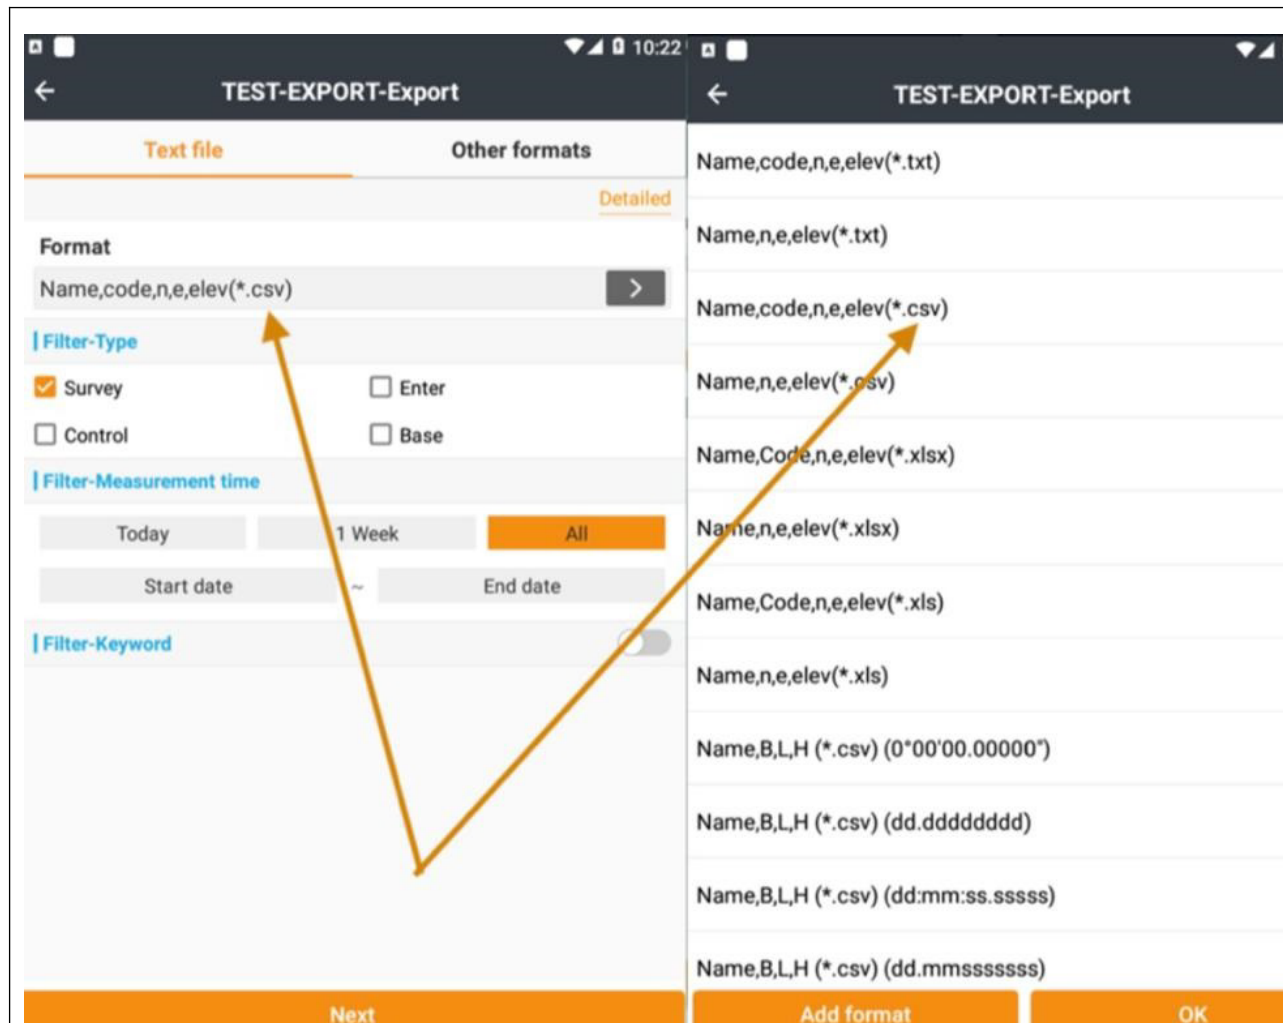 10:22
TEST-EXPORT-Export
Text file
Other formats
Detailed
Format
Name,code,n,e,elev(*.csv)
Filter-Type
Survey
Enter
Control
Base
Filter-Measurement time
Today
1 Week
All
Start date
~
End date
Filter-Keyword
Next
TEST-EXPORT-Export
Name,code,n,e,elev(*.txt)
Name,n,e,elev(*.txt)
Name,code,n,e,elev(*.csv)
Name,n,e,elev(*.csv)
Name,Code,n,e,elev(*.xlsx)
Name,n,e,elev(*.xlsx)
Name,Code,n,e,elev(*.xls)
Name,n,e,elev(*.xls)
Name,B,L,H (*.csv) (0°00'00.00000")
Name,B,L,H (*.csv) (dd.dddddddd)
Name,B,L,H (*.csv) (dd:mm:ss.sssss)
Name,B,L,H (*.csv) (dd.mmsssssss)
Add format
OK